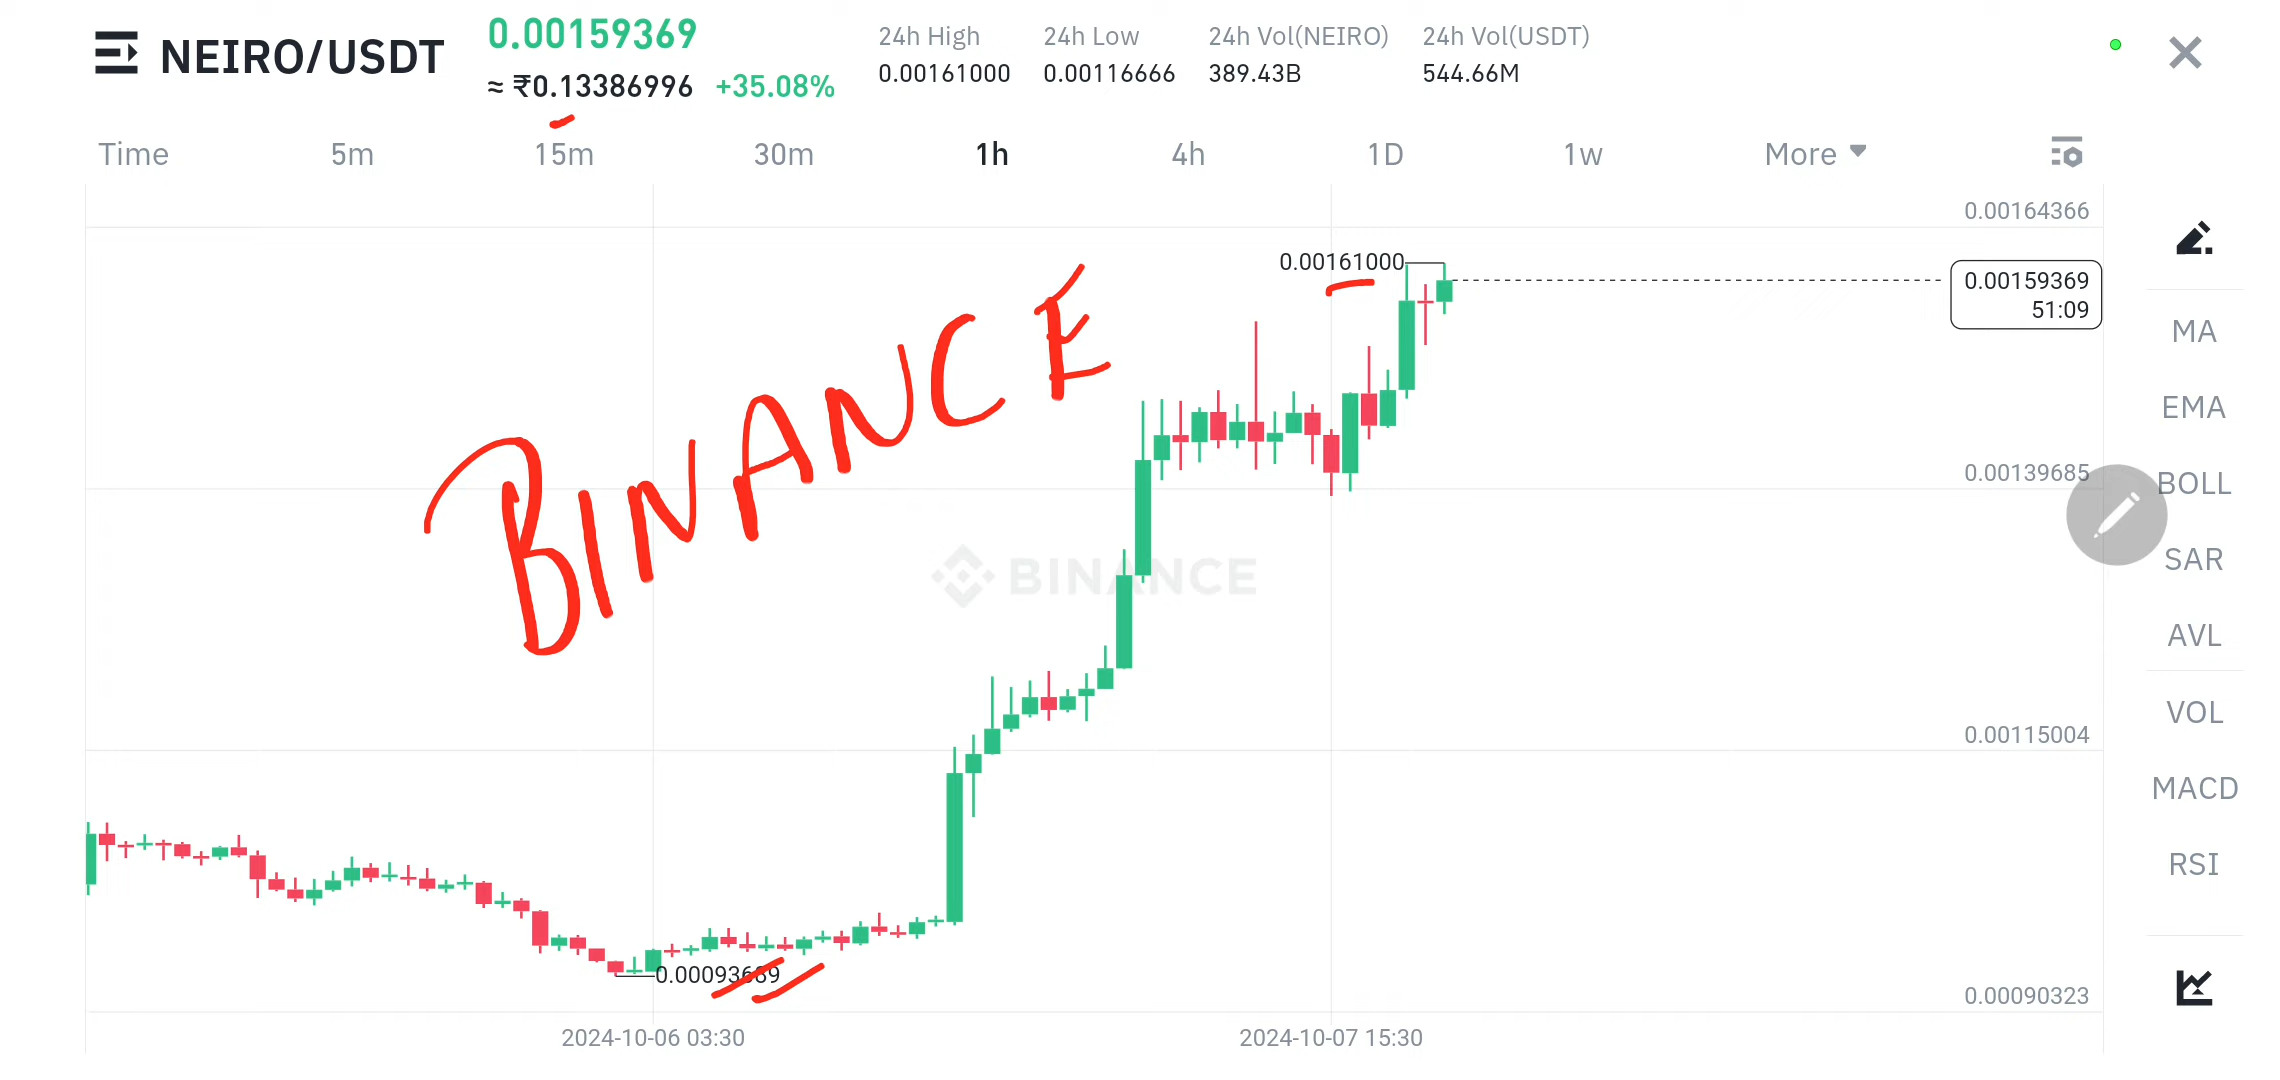 NEIRO/USDT
0.00159369
≈ ₹0.13386996 +35.08%
24h High
0.00161000
24h Low
0.00116666
24h Vol(NEIRO)
389.43B
24h Vol(USDT)
544.66M
Time 5m 15m 30m 1h 4h 1D 1w More
0.00164366
0.00161000
0.00159369
51:09
BINANCE
0.00139685
BINANCE
0.00115004
0.00090323
2024-10-06 03:30 2024-10-07 15:30
MA
EMA
BOLL
SAR
AVL
VOL
MACD
RSI